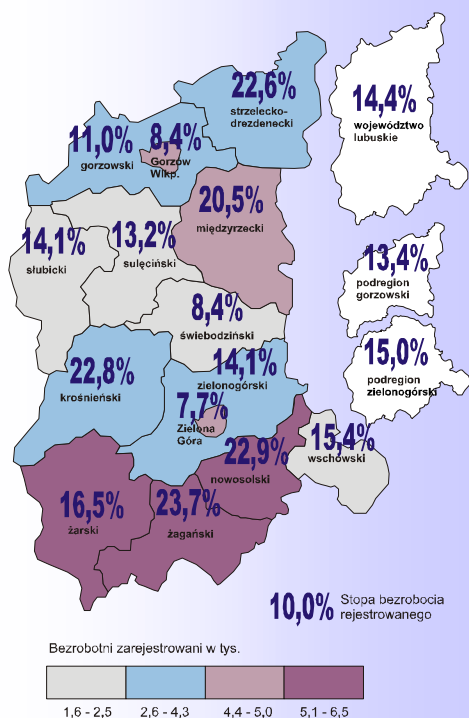 22,6%
strzelecko-
drezdenecki
14,4%
województwo
lubuskie
11,0%
gorzowski
8,4%
Gorzów
Wlkp.
20,5%
międzyrzecki
14,1%
słubicki
13,2%
sulęciński
13,4%
podregion
gorzowski
8,4%
świebodziński
15,0%
podregion
zielonogórski
22,8%
krośnieński
14,1%
zielonogórski
7,7%
Zielona
Góra
22,9%
nowosolski
15,4%
wschówski
16,5%
żarski
23,7%
żagański
10,0% Stopa bezrobocia
rejestrowanego
Bezrobotni zarejestrowani w tys.
1,6 - 2,5 2,6 - 4,3 4,4 - 5,0 5,1 - 6,5